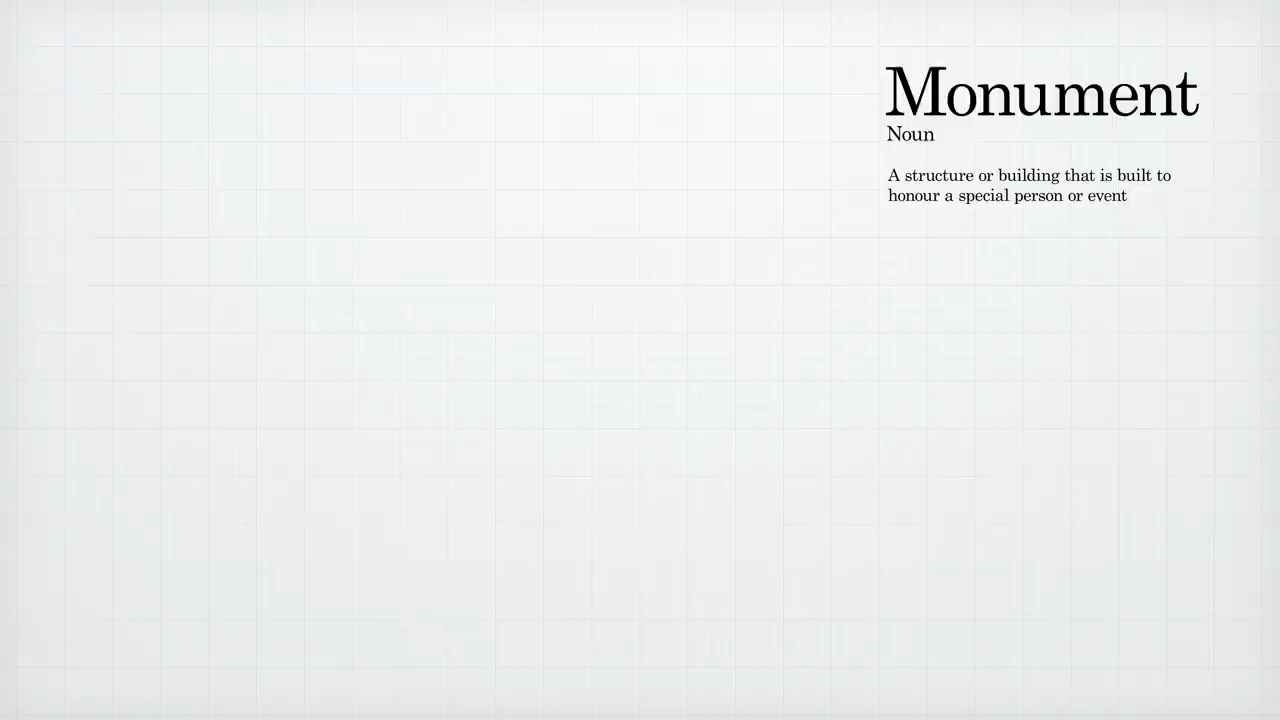 Monument
Noun
A structure or building that is built to
honour a special person or event